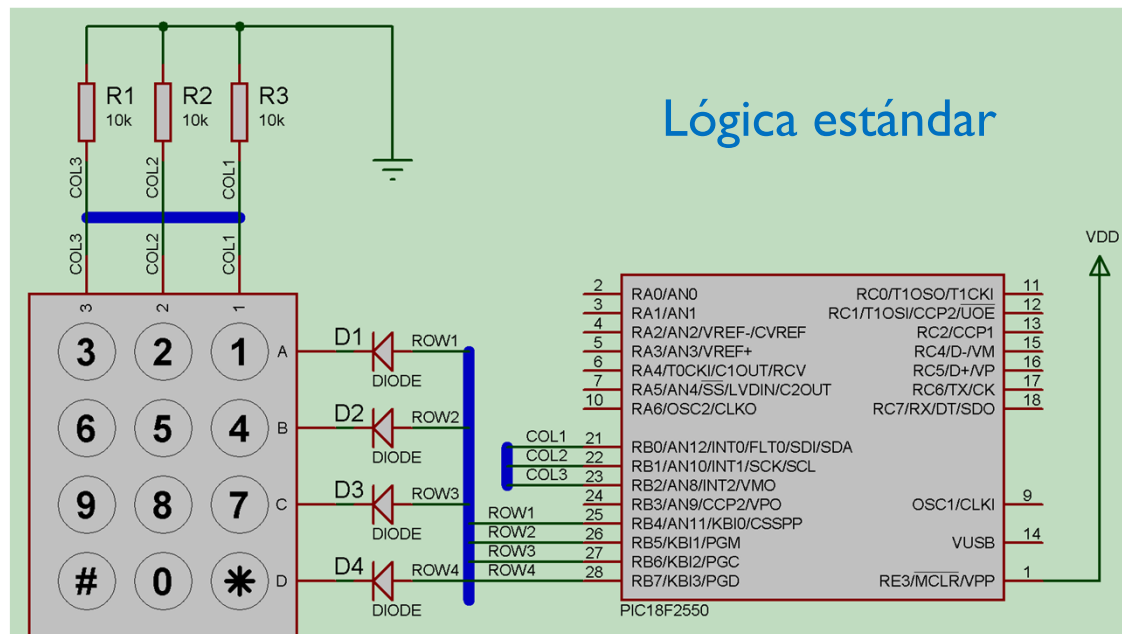 Lógica estándar
R1
10k
R2
10k
R3
10k
COL3
COL2
COL1
COL3
COL2
COL1
3
2
1
3
2
1
A
6
5
4
B
9
8
7
C
#
0
*
D
D1
DIODE
ROW1
D2
DIODE
ROW2
D3
DIODE
ROW3
D4
DIODE
ROW4
COL1
COL2
COL3
ROW1
ROW2
ROW3
ROW4
2 RA0/AN0
3 RA1/AN1
4 RA2/AN2/VREF-/CVREF
5 RA3/AN3/VREF+
6 RA4/T0CKI/C1OUT/RCV
7 RA5/AN4/SS/LVDIN/C2OUT
10 RA6/OSC2/CLKO
21 RB0/AN12/INT0/FLT0/SDI/SDA
22 RB1/AN10/INT1/SCK/SCL
23 RB2/AN8/INT2/VMO
24 RB3/AN9/CCP2/VPO
25 RB4/AN11/KBI0/CSSPP
26 RB5/KBI1/PGM
27 RB6/KBI2/PGC
28 RB7/KBI3/PGD
RC0/T1OSO/T1CKI 11
RC1/T1OSI/CCP2/UOE 12
RC2/CCP1 13
RC4/D-/VM 15
RC5/D+/VP 16
RC6/TX/CK 17
RC7/RX/DT/SDO 18
OSC1/CLKI 9
VUSB 14
RE3/MCLR/VPP 1
VDD
PIC18F2550